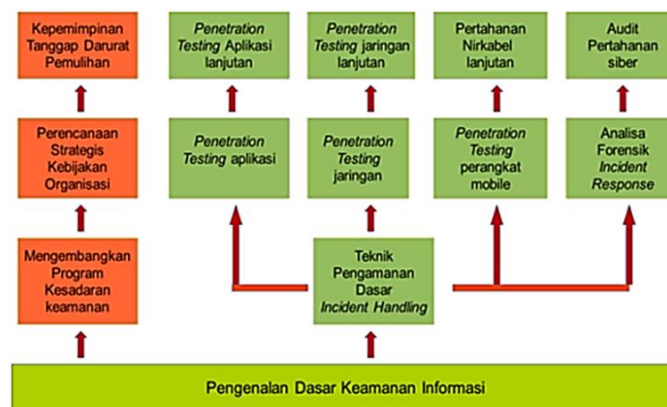 Kepemimpinan
Tanggap Darurat
Pemulihan
Penetration
Testing Aplikasi
lanjutan
Penetration
Testing jaringan
lanjutan
Pertahanan
Nirkabel
lanjutan
Audit
Pertahanan
siber
Perencanaan
Strategis
Kebijakan
Organisasi
Penetration
Testing aplikasi
Penetration
Testing
jaringan
Penetration
Testing
perangkat
mobile
Analisa
Forensik
Incident
Response
Mengembangkan
Program
Kesadaran
keamanan
Teknik
Pengamanan
Dasar
Incident Handling
Pengenalan Dasar Keamanan Informasi